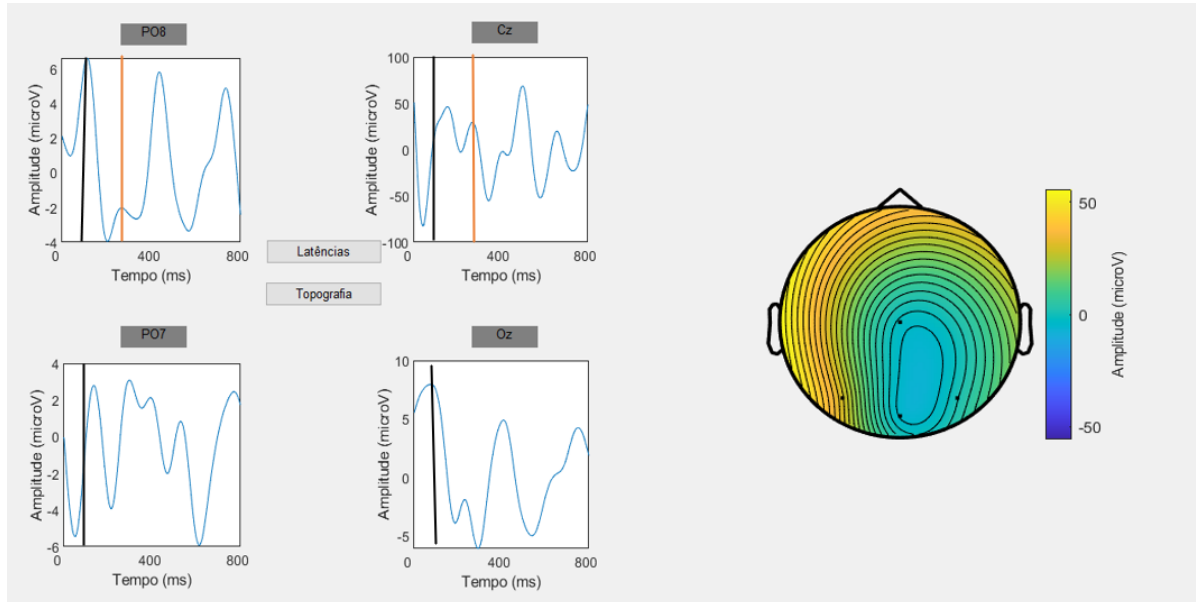 PO8
Amplitude (microV)
6
4
2
0
-2
-4
0 400 800
Tempo (ms)
Cz
Amplitude (microV)
100
50
0
-50
-100
0 400 800
Tempo (ms)
Latências
Topografia
PO7
Amplitude (microV)
4
2
0
-2
-4
-6
0 400 800
Tempo (ms)
Oz
Amplitude (microV)
10
5
0
-5
0 400 800
Tempo (ms)
50
0
-50
Amplitude (microV)